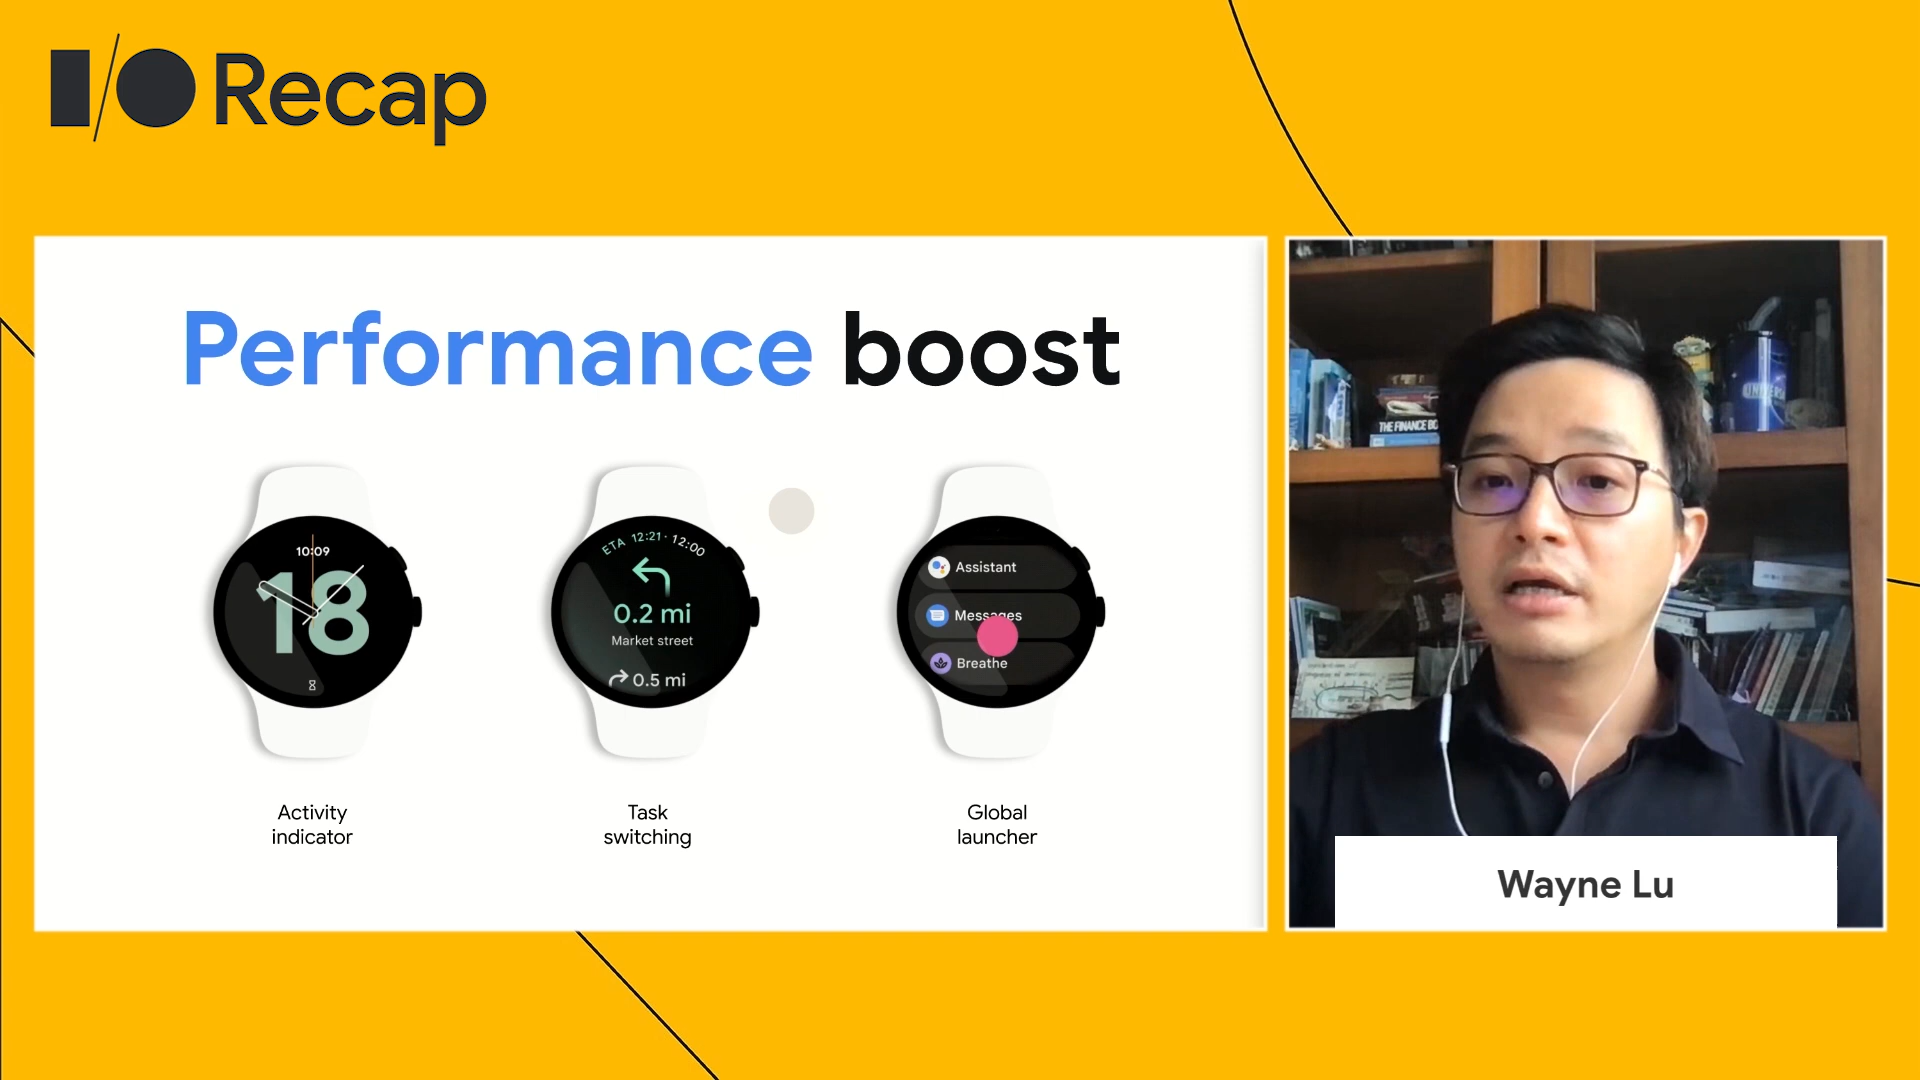 I/O Recap
Performance boost
10:09
18
ETA 12:21 · 12:00
0.2 mi
Market street
0.5 mi
Assistant
Messages
Breathe
Activity
indicator
Task
switching
Global
launcher
THE FINANCE BO
UNIVERS
Wayne Lu